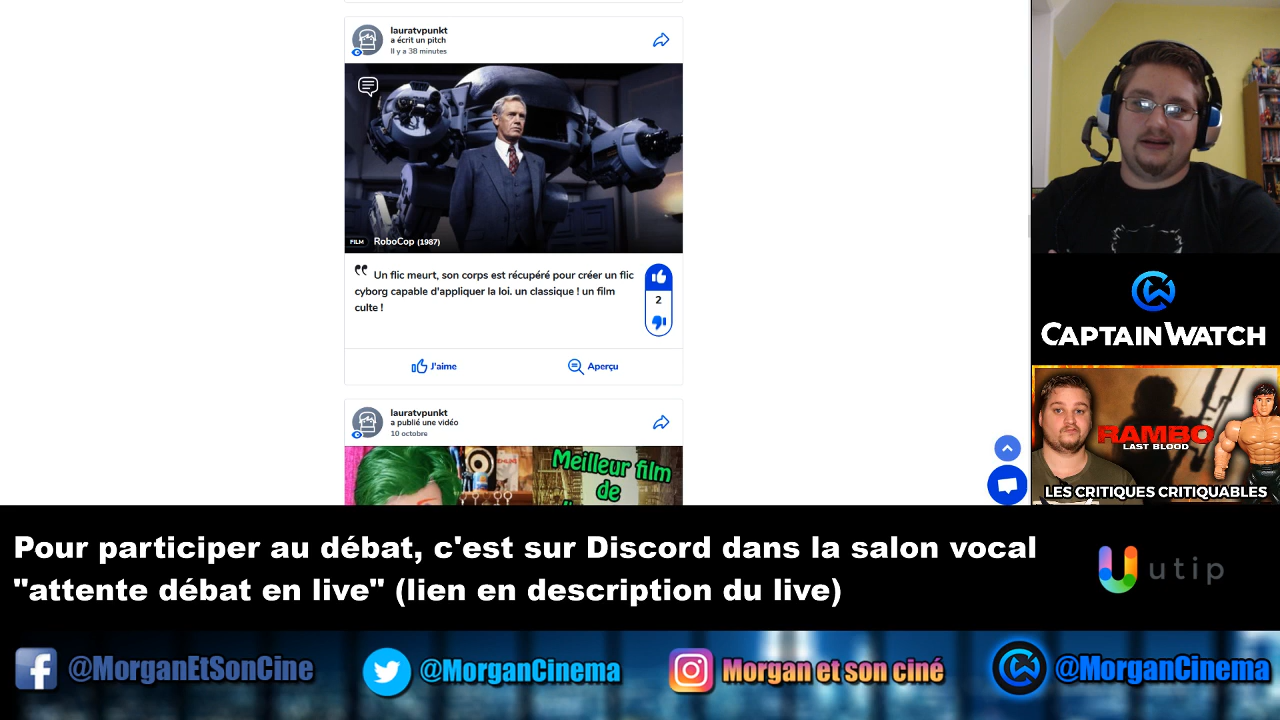 lauratvpunkt
a écrit un pitch
Il y a 38 minutes
FILM RoboCop (1987)
Un flic meurt, son corps est récupéré pour créer un flic
cyborg capable d'appliquer la loi. un classique ! un film
culte !
2
J'aime
Aperçu
lauratvpunkt
a publié une vidéo
10 octobre
Meilleur film
de
CAPTAINWATCH
RAMBO
LAST BLOOD
LES CRITIQUES CRITIQUABLES
Pour participer au débat, c'est sur Discord dans la salon vocal
"attente débat en live" (lien en description du live)
utip
@MorganEtSonCine
@MorganCinema
Morgan et son ciné
@MorganCinema